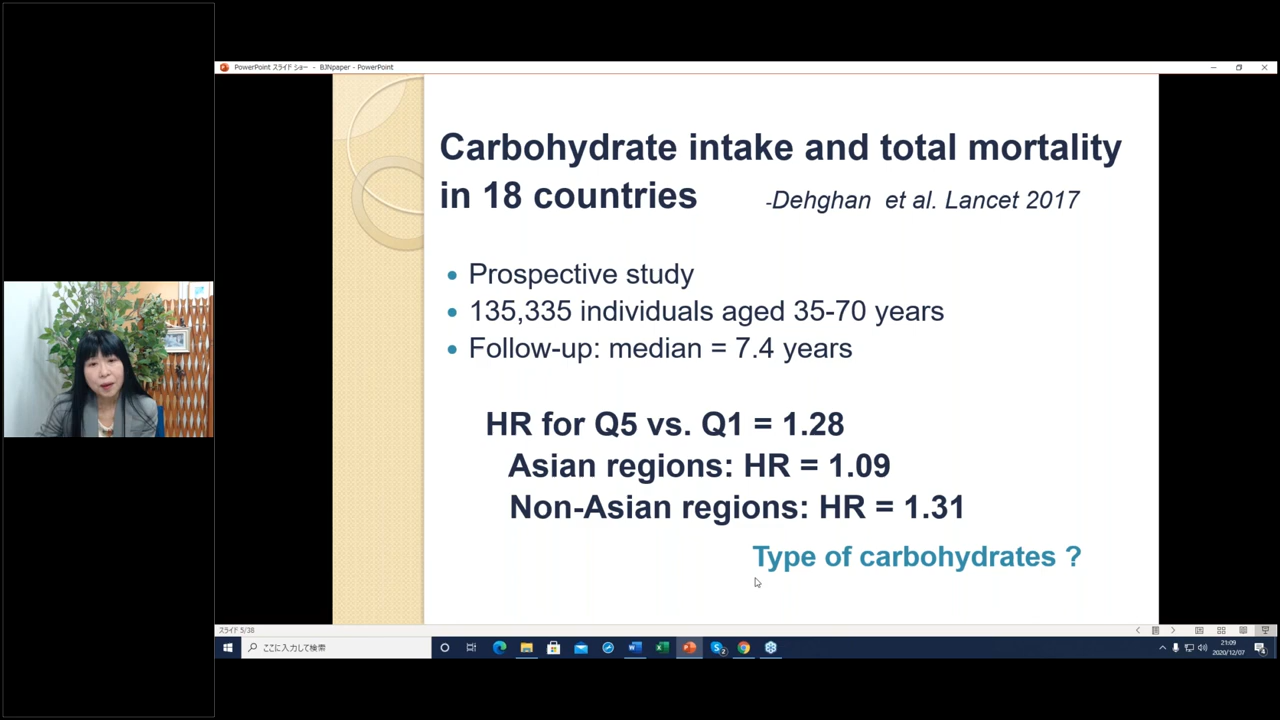 PowerPoint スライド ショー - BJNpaper - PowerPoint
Carbohydrate intake and total mortality
in 18 countries -Dehghan et al. Lancet 2017
• Prospective study
• 135,335 individuals aged 35-70 years
• Follow-up: median = 7.4 years
HR for Q5 vs. Q1 = 1.28
Asian regions: HR = 1.09
Non-Asian regions: HR = 1.31
Type of carbohydrates ?
スライド 5/38
ここに入力して検索
21:09
2020/12/07